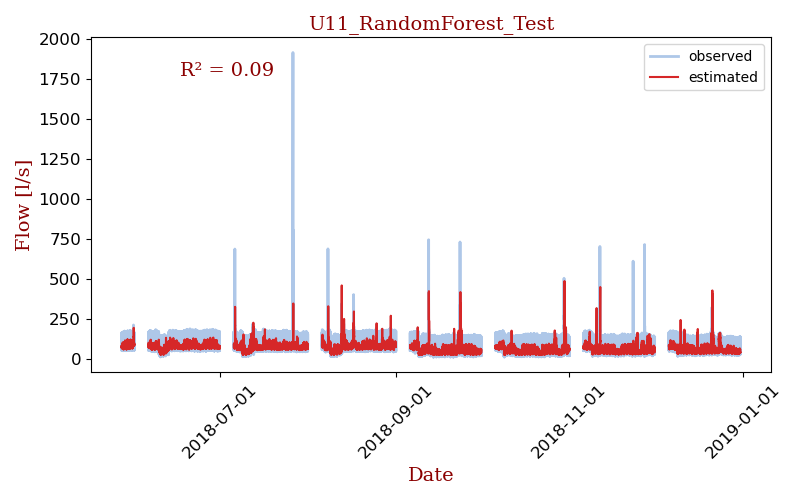 U11_RandomForest_Test
R² = 0.09
observed
estimated
Flow [l/s]
2000
1750
1500
1250
1000
750
500
250
0
2018-07-01
2018-09-01
2018-11-01
2019-01-01
Date